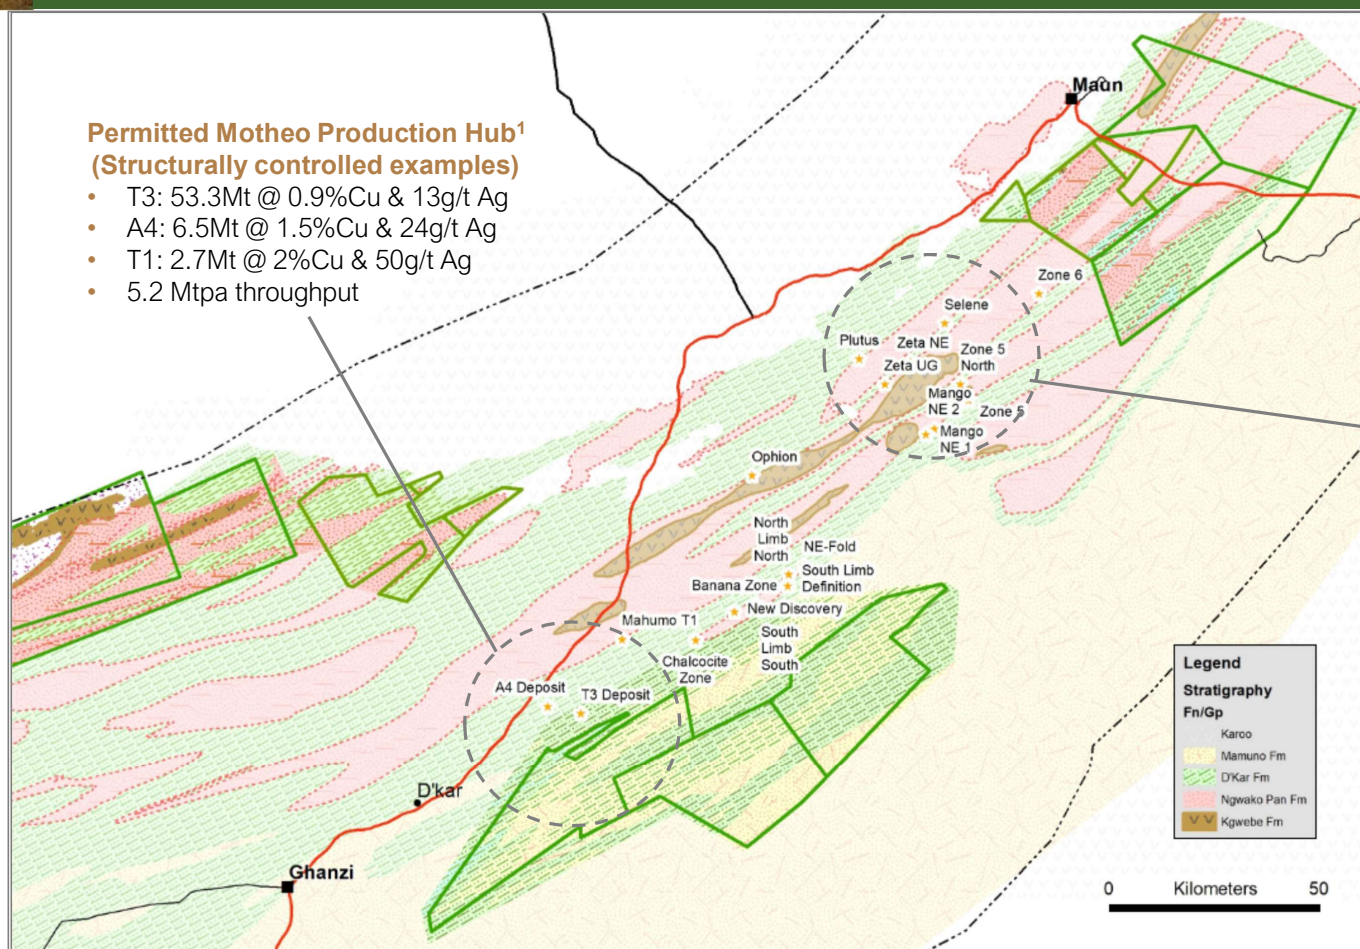 Permitted Motheo Production Hub1
(Structurally controlled examples)
• T3: 53.3Mt @ 0.9%Cu & 13g/t Ag
• A4: 6.5Mt @ 1.5%Cu & 24g/t Ag
• T1: 2.7Mt @ 2%Cu & 50g/t Ag
• 5.2 Mtpa throughput
Maun
Zone 6
Selene
Plutus
Zeta NE
Zone 5
North
Zeta UG
Mango
NE 2
Zone 5
Mango
NE 1
Ophion
North
Limb
North
NE-Fold
South Limb
Definition
Banana Zone
New Discovery
Mahumo T1
South
Limb
South
Chalcocite
Zone
A4 Deposit
T3 Deposit
D'kar
Ghanzi
Legend
Stratigraphy
Fn/Gp
Karoo
Mamuno Fm
D'Kar Fm
Ngwako Pan Fm
Kgwebe Fm
0 Kilometers 50